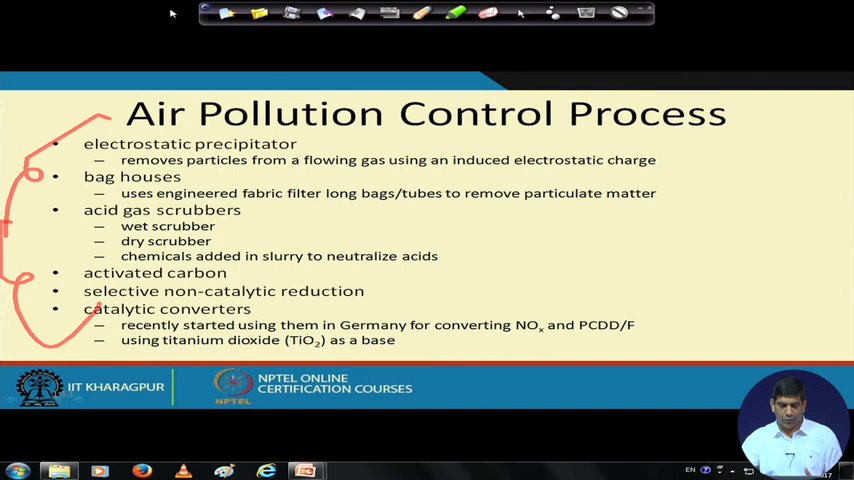 Air Pollution Control Process
• electrostatic precipitator
– removes particles from a flowing gas using an induced electrostatic charge
• bag houses
– uses engineered fabric filter long bags/tubes to remove particulate matter
• acid gas scrubbers
– wet scrubber
– dry scrubber
– chemicals added in slurry to neutralize acids
• activated carbon
• selective non-catalytic reduction
• catalytic converters
– recently started using them in Germany for converting NOx and PCDD/F
– using titanium dioxide (TiO2) as a base
IIT KHARAGPUR
NPTEL
NPTEL ONLINE
CERTIFICATION COURSES
EN